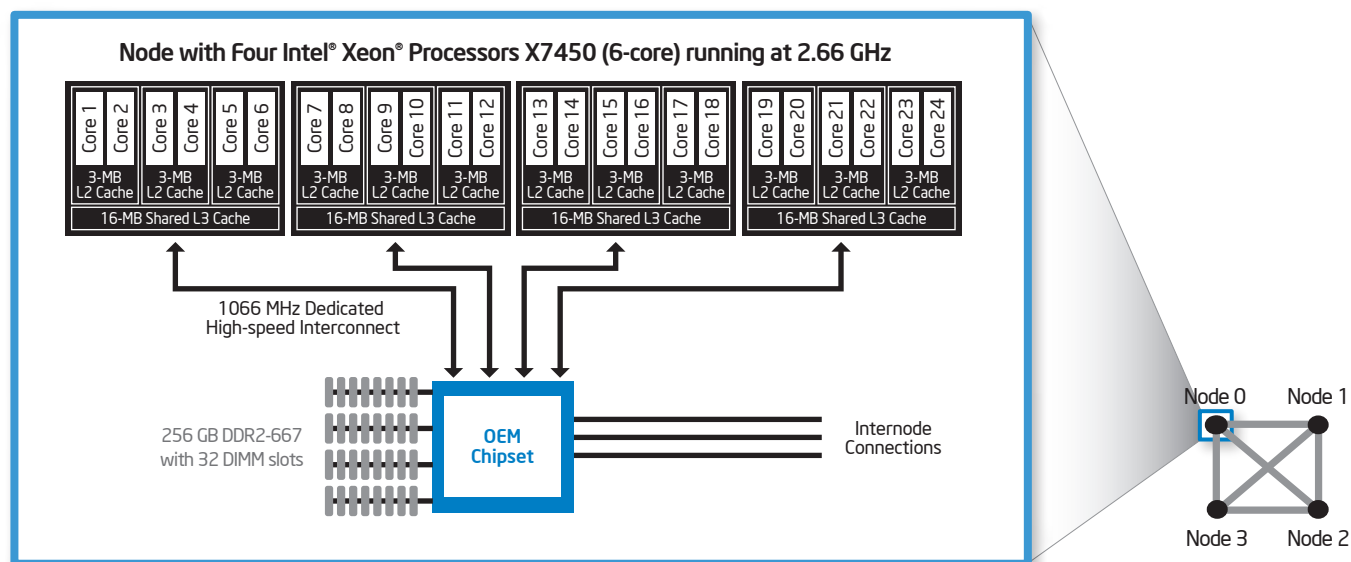 Node with Four Intel® Xeon® Processors X7450 (6-core) running at 2.66 GHz
Core 1
Core 2
Core 3
Core 4
Core 5
Core 6
3-MB
L2 Cache
3-MB
L2 Cache
3-MB
L2 Cache
16-MB Shared L3 Cache
Core 7
Core 8
Core 9
Core 10
Core 11
Core 12
3-MB
L2 Cache
3-MB
L2 Cache
3-MB
L2 Cache
16-MB Shared L3 Cache
Core 13
Core 14
Core 15
Core 16
Core 17
Core 18
3-MB
L2 Cache
3-MB
L2 Cache
3-MB
L2 Cache
16-MB Shared L3 Cache
Core 19
Core 20
Core 21
Core 22
Core 23
Core 24
3-MB
L2 Cache
3-MB
L2 Cache
3-MB
L2 Cache
16-MB Shared L3 Cache
1066 MHz Dedicated
High-speed Interconnect
256 GB DDR2-667
with 32 DIMM slots
OEM
Chipset
Internode
Connections
Node 0
Node 1
Node 3
Node 2